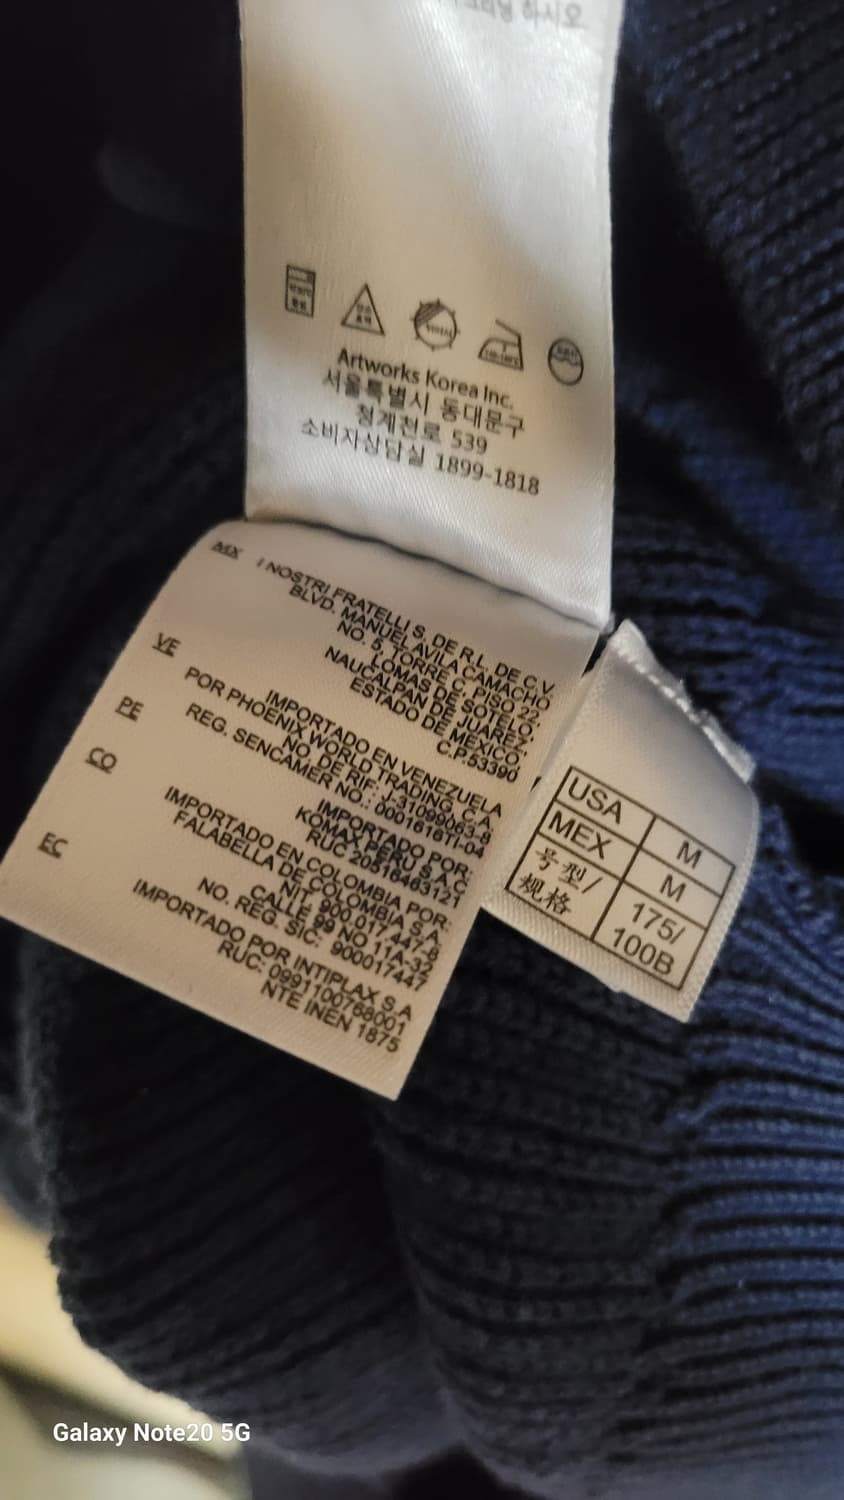 하시오
Artworks Korea Inc.
서울특별시 동대문구
청계천로 539
소비자상담실 1899-1818
MX I NOSTRI FRATELLI S. DE R.L. DE C.V.
BLVD. MANUEL AVILA CAMACHO
NO. 5, TORRE C, PISO 22,
LOMAS DE SOTELO,
NAUCALPAN DE JUAREZ,
ESTADO DE MEXICO,
C.P.53390
VE IMPORTADO EN VENEZUELA
POR PHOENIX WORLD TRADING, C.A.
NO. DE RIF: J-31099063-8
REG. SENCAMER NO.: 00016161TI-04
PE IMPORTADO POR:
KOMAX PERU S.A.C
RUC 20516463121
CO IMPORTADO EN COLOMBIA POR:
FALABELLA DE COLOMBIA S.A.
NIT. 900.017.447-8
CALLE 99 NO 11A-32
NO. REG. SIC: 900017447
EC IMPORTADO POR INTIPLAX S.A
RUC: 0991100768001
NTE INEN 1875
USA M
MEX M
号型/ 175/
规格 100B
Galaxy Note20 5G